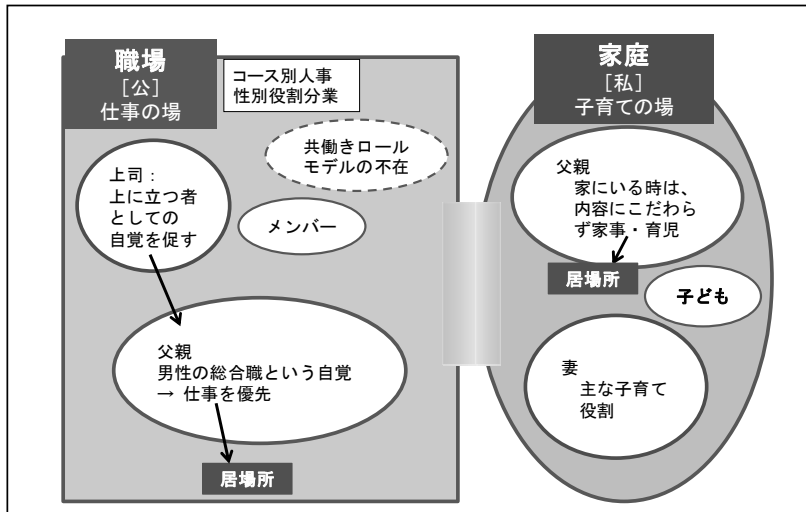 職場
［公］
仕事の場
コース別人事
性別役割分業
共働きロール
モデルの不在
上司：
上に立つ者
としての
自覚を促す
メンバー
父親
男性の総合職という自覚
→ 仕事を優先
居場所
家庭
［私］
子育ての場
父親
家にいる時は、
内容にこだわら
ず家事・育児
居場所
子ども
妻
主な子育て
役割